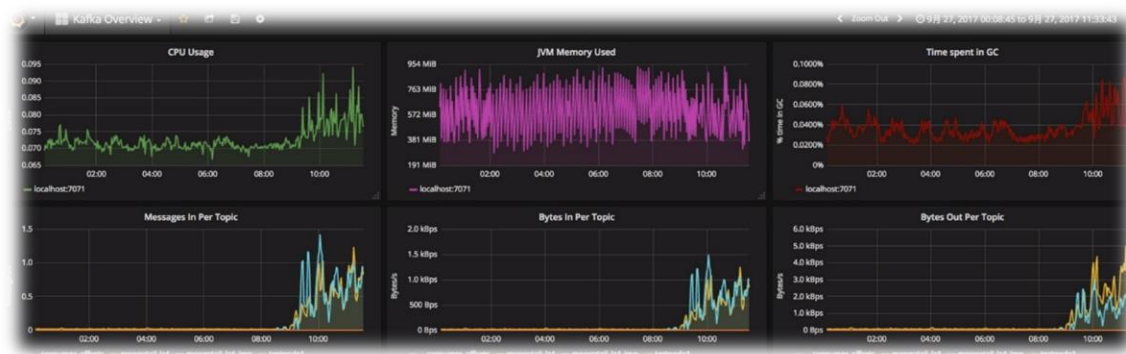 Kafka Overview
Zoom Out
9月 27, 2017 00:08:45 to 9月 27, 2017 11:33:43
CPU Usage
0.095
0.090
0.085
0.080
0.075
0.070
0.065
02:00 04:00 06:00 08:00 10:00
localhost:7071
JVM Memory Used
Memory
954 MiB
763 MiB
572 MiB
381 MiB
191 MiB
02:00 04:00 06:00 08:00 10:00
localhost:7071
Time spent in GC
% time in GC
0.1000%
0.0800%
0.0600%
0.0400%
0.0200%
0%
02:00 04:00 06:00 08:00 10:00
localhost:7071
Messages In Per Topic
1.5
1.0
0.5
0
02:00 04:00 06:00 08:00 10:00
Bytes In Per Topic
Bytes/s
2.0 kBps
1.5 kBps
1.0 kBps
500 Bps
0 Bps
02:00 04:00 06:00 08:00 10:00
Bytes Out Per Topic
Bytes/s
6.0 kBps
5.0 kBps
4.0 kBps
3.0 kBps
2.0 kBps
1.0 kBps
0 Bps
02:00 04:00 06:00 08:00 10:00